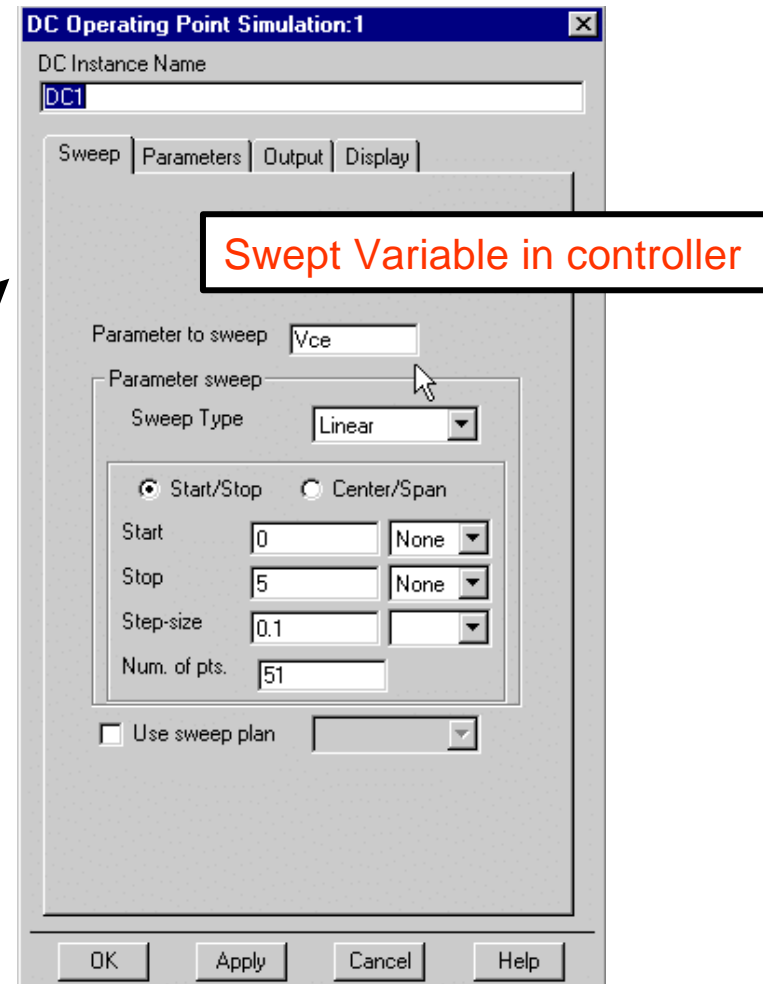 DC Operating Point Simulation:1
DC Instance Name
DC1
Sweep Parameters Output Display
Swept Variable in controller
Parameter to sweep Vce
Parameter sweep
Sweep Type Linear
Start/Stop Center/Span
Start 0 None
Stop 5 None
Step-size 0.1
Num. of pts. 51
Use sweep plan
OK Apply Cancel Help